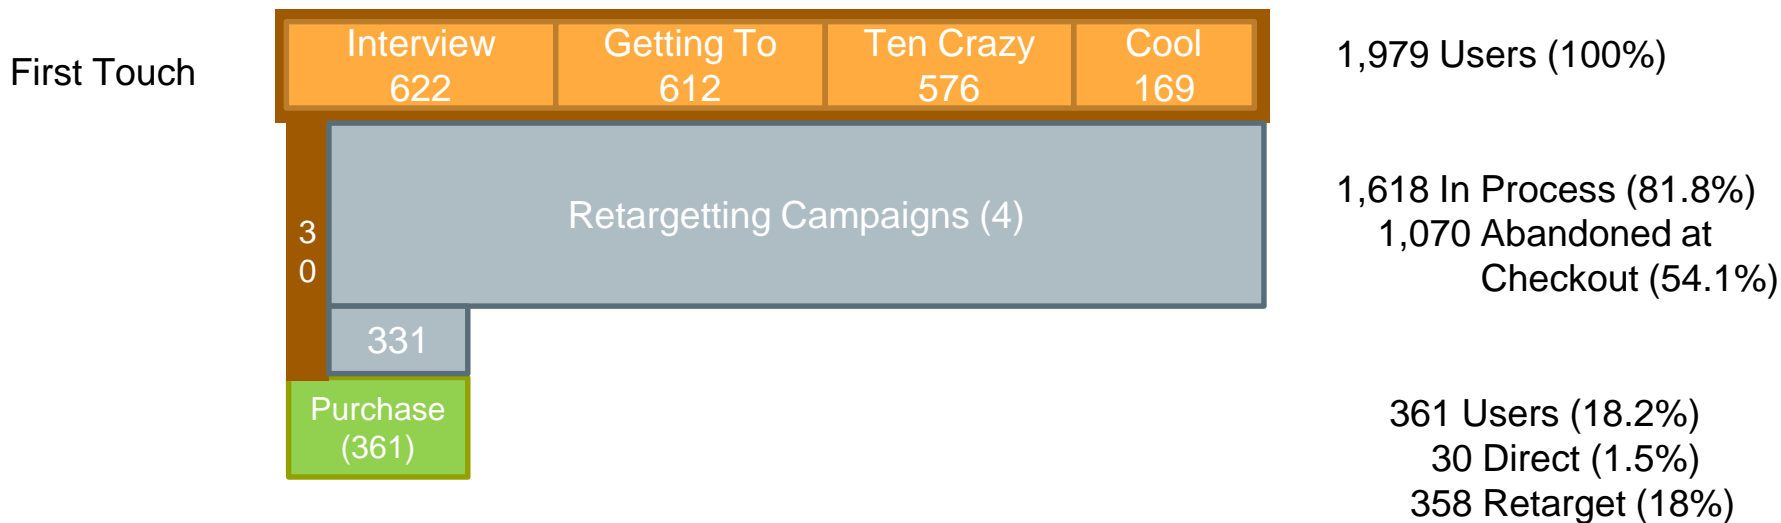 First Touch
Interview
622
Getting To
612
Ten Crazy
576
Cool
169
1,979 Users (100%)
3
0
Retargetting Campaigns (4)
1,618 In Process (81.8%)
1,070 Abandoned at
Checkout (54.1%)
331
Purchase
(361)
361 Users (18.2%)
30 Direct (1.5%)
358 Retarget (18%)